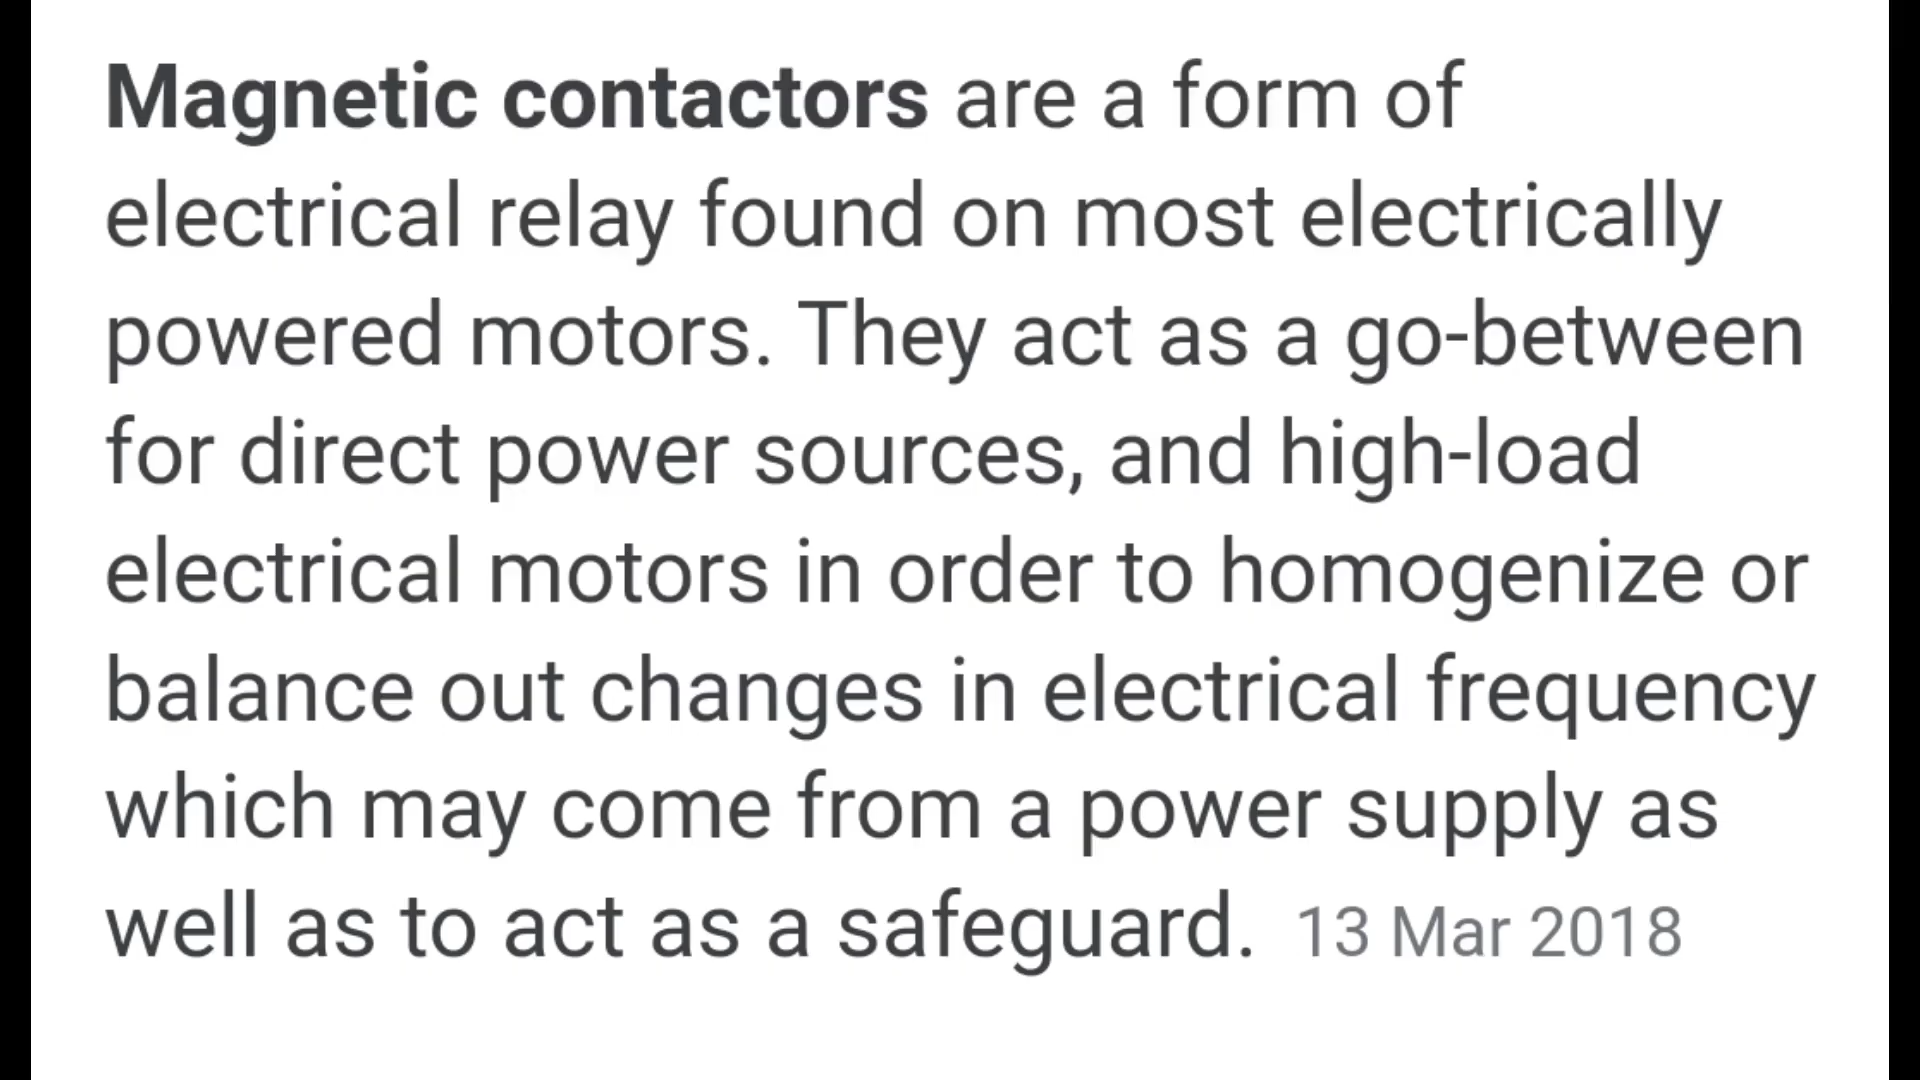 Magnetic contactors are a form of
electrical relay found on most electrically
powered motors. They act as a go-between
for direct power sources, and high-load
electrical motors in order to homogenize or
balance out changes in electrical frequency
which may come from a power supply as
well as to act as a safeguard. 13 Mar 2018